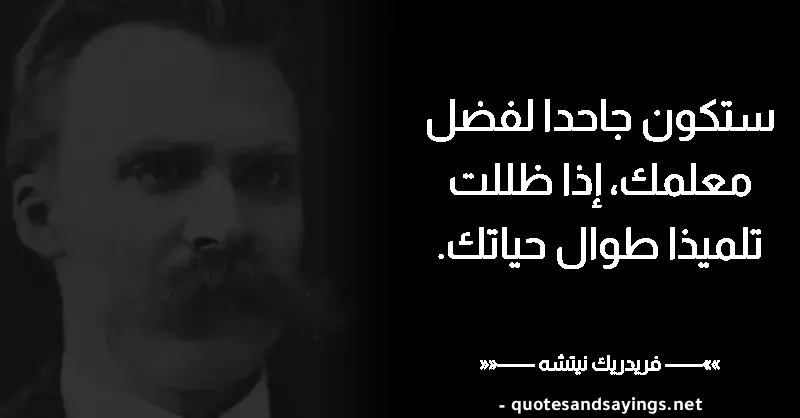 ستكون جاحدا لفضل
معلمك، إذا ظللت
تلميذا طوال حياتك.
»»—— فريدريك نيتشه ——««
- quotesandsayings.net